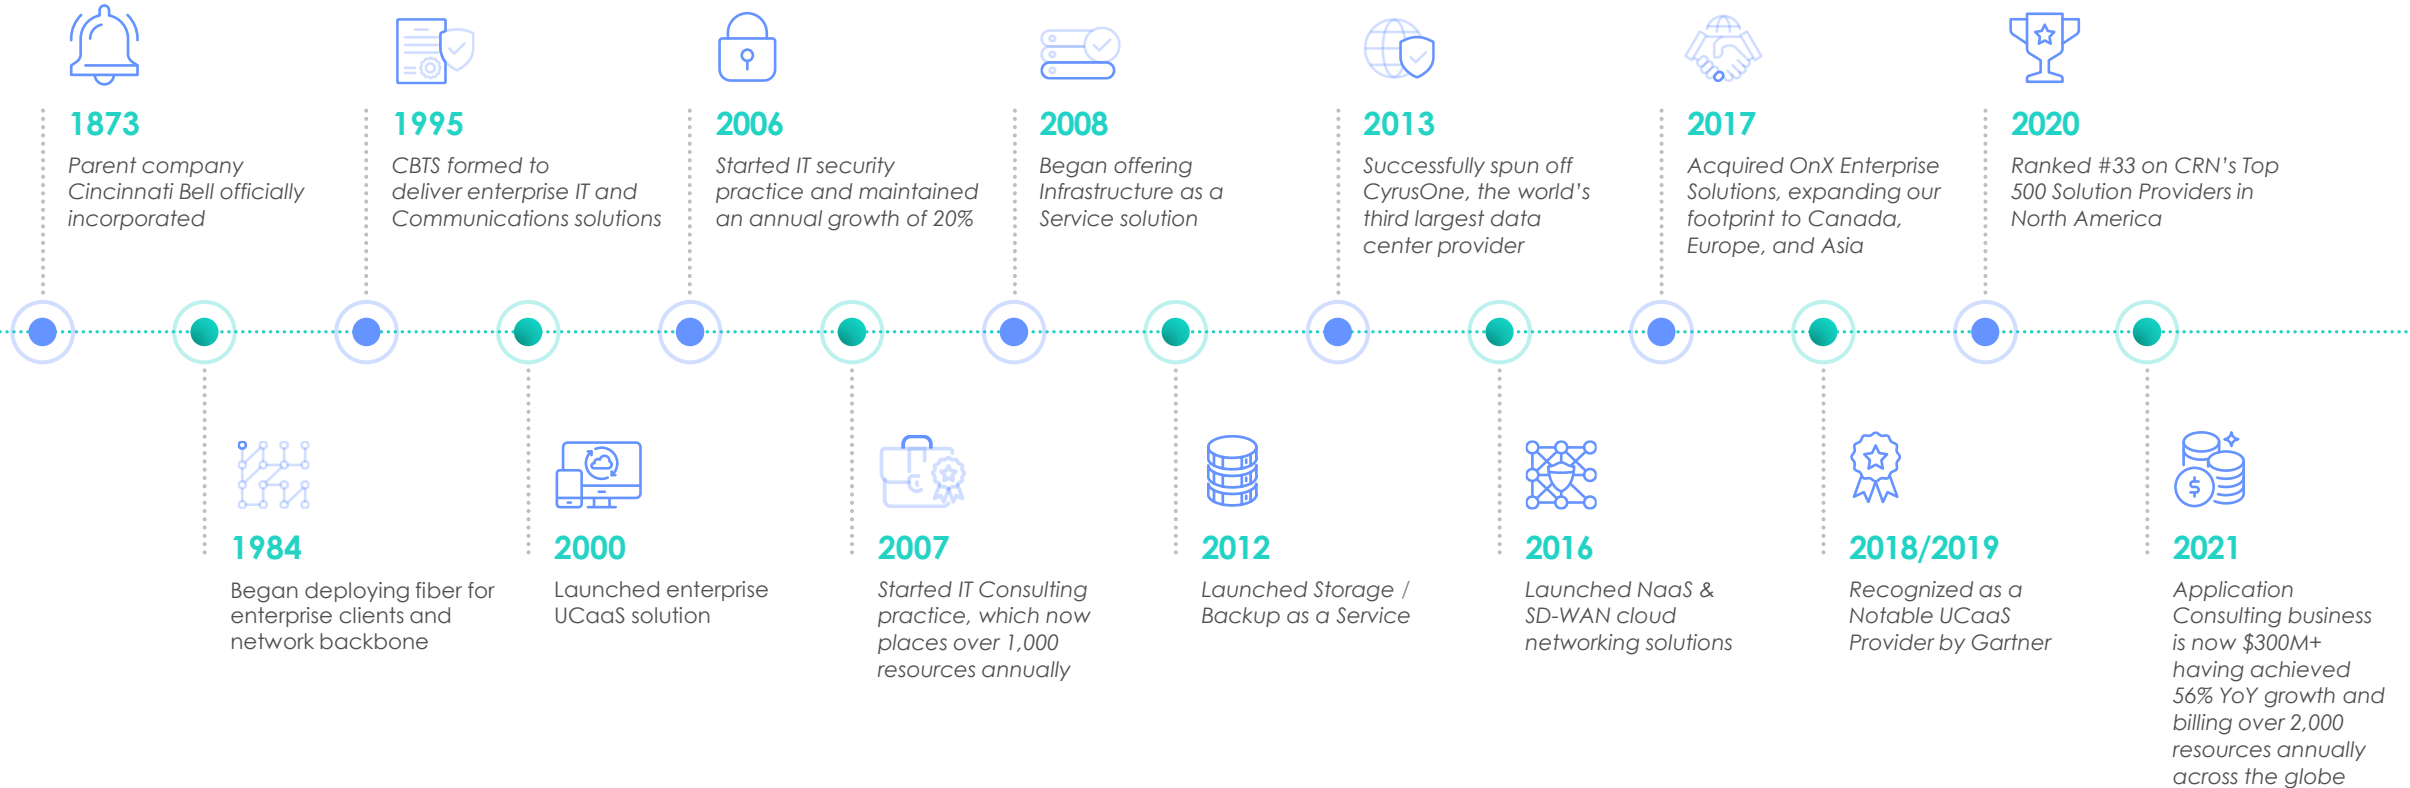 1873
Parent company
Cincinnati Bell officially
incorporated
1995
CBTS formed to
deliver enterprise IT and
Communications solutions
2006
Started IT security
practice and maintained
an annual growth of 20%
2008
Began offering
Infrastructure as a
Service solution
2013
Successfully spun off
CyrusOne, the world’s
third largest data
center provider
2017
Acquired OnX Enterprise
Solutions, expanding our
footprint to Canada,
Europe, and Asia
2020
Ranked #33 on CRN’s Top
500 Solution Providers in
North America
1984
Began deploying fiber for
enterprise clients and
network backbone
2000
Launched enterprise
UCaaS solution
2007
Started IT Consulting
practice, which now
places over 1,000
resources annually
2012
Launched Storage /
Backup as a Service
2016
Launched NaaS &
SD-WAN cloud
networking solutions
2018/2019
Recognized as a
Notable UCaaS
Provider by Gartner
$
2021
Application
Consulting business
is now $300M+
having achieved
56% YoY growth and
billing over 2,000
resources annually
across the globe